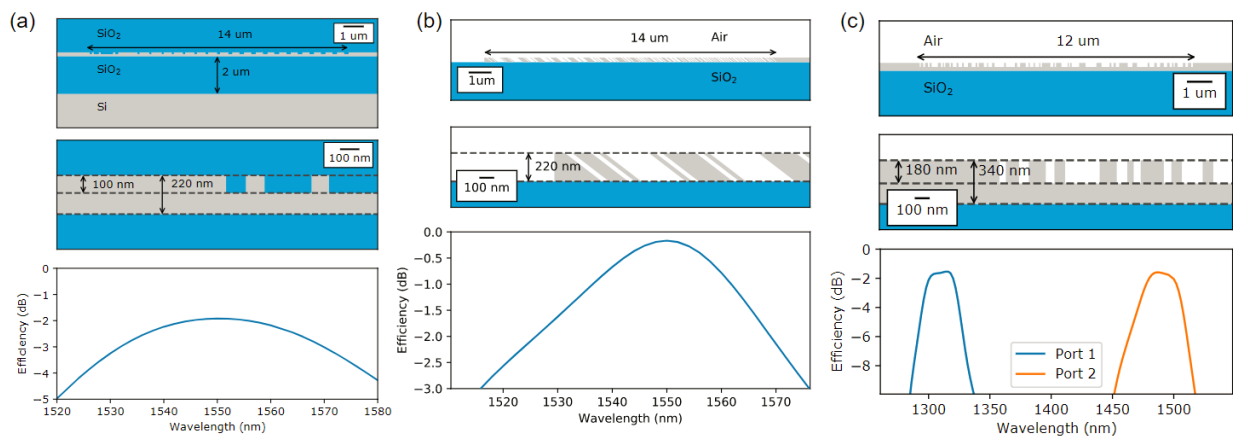 (a)
SiO₂
14 um
1 um
SiO₂
2 um
Si
100 nm
100 nm
220 nm
Efficiency (dB)
0
−1
−2
−3
−4
−5
1520
1530
1540
1550
1560
1570
1580
Wavelength (nm)
(b)
14 um
Air
1um
SiO₂
220 nm
100 nm
Efficiency (dB)
0.0
−0.5
−1.0
−1.5
−2.0
−2.5
−3.0
1520
1530
1540
1550
1560
1570
Wavelength (nm)
(c)
Air
12 um
SiO₂
1 um
180 nm
340 nm
100 nm
Efficiency (dB)
0
−2
−4
−6
−8
Port 1
Port 2
1300
1350
1400
1450
1500
Wavelength (nm)